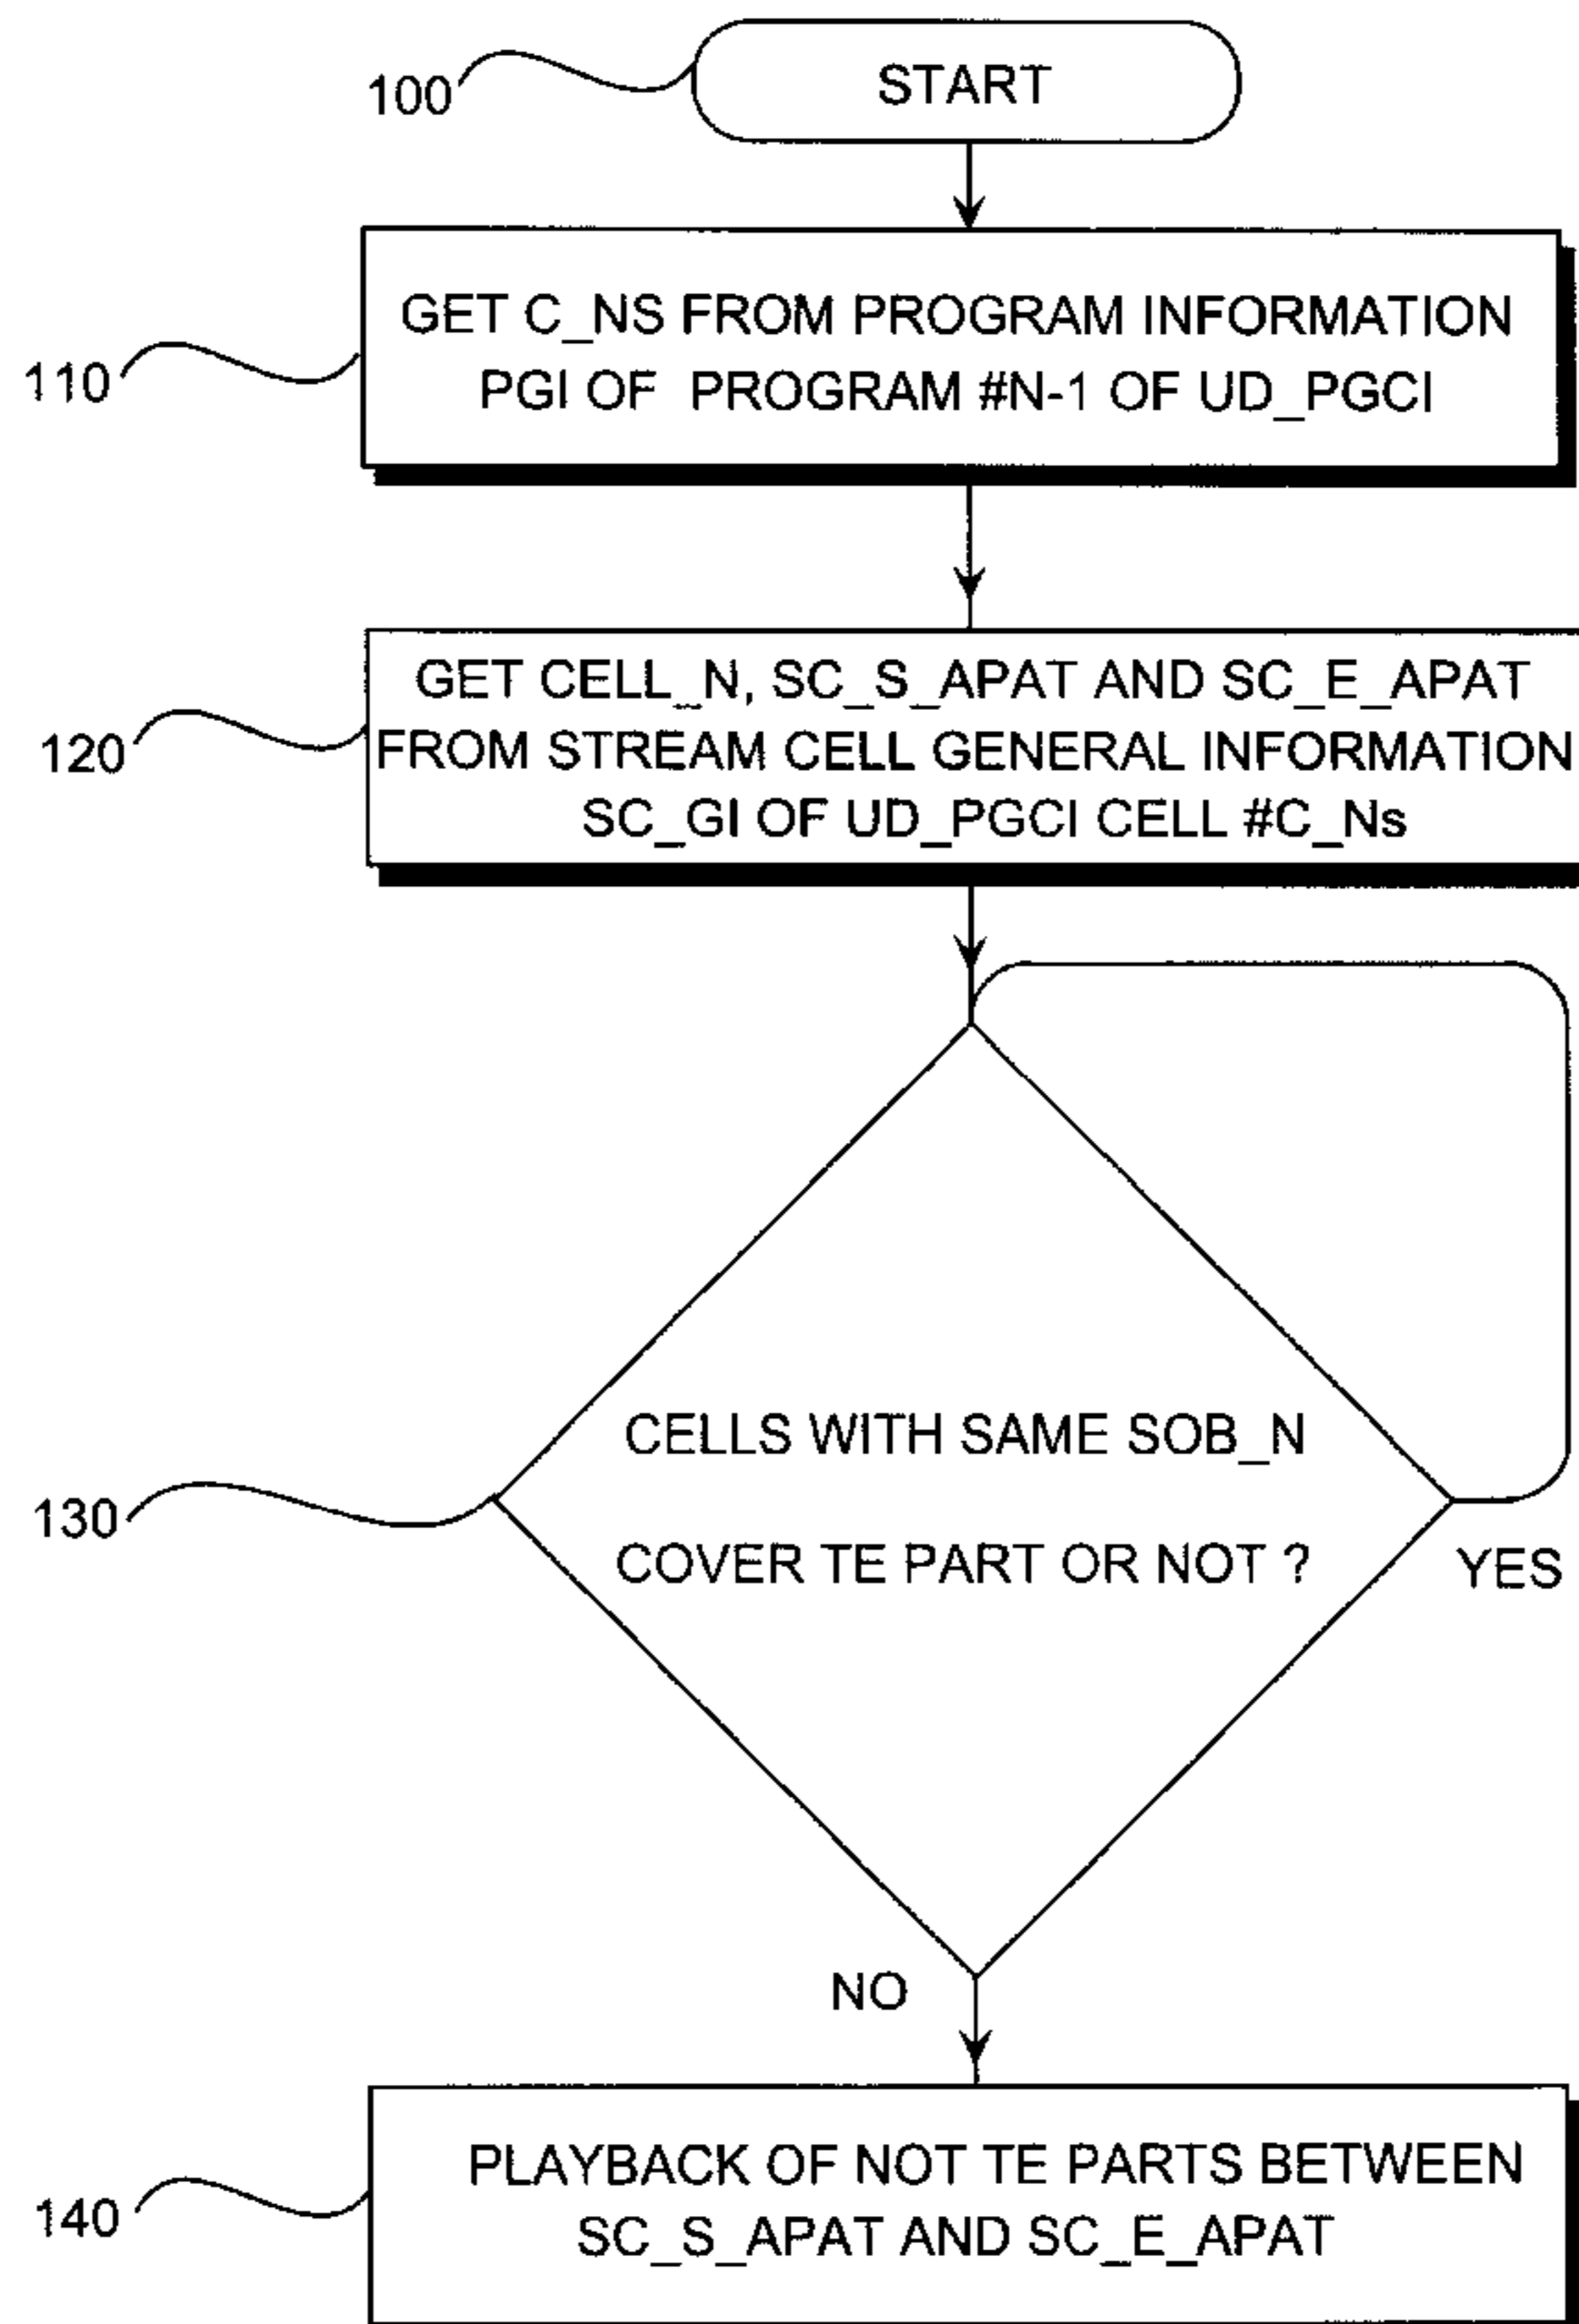 100
START
GET C_NS FROM PROGRAM INFORMATION
PGI OF PROGRAM #N-1 OF UD_PGCI
110
GET CELL_N, SC_S_APAT AND SC_E_APAT
FROM STREAM CELL GENERAL INFORMATION
SC_GI OF UD_PGCI CELL #C_Ns
120
CELLS WITH SAME SOB_N
COVER TE PART OR NOT ?
130
YES
NO
PLAYBACK OF NOT TE PARTS BETWEEN
SC_S_APAT AND SC_E_APAT
140